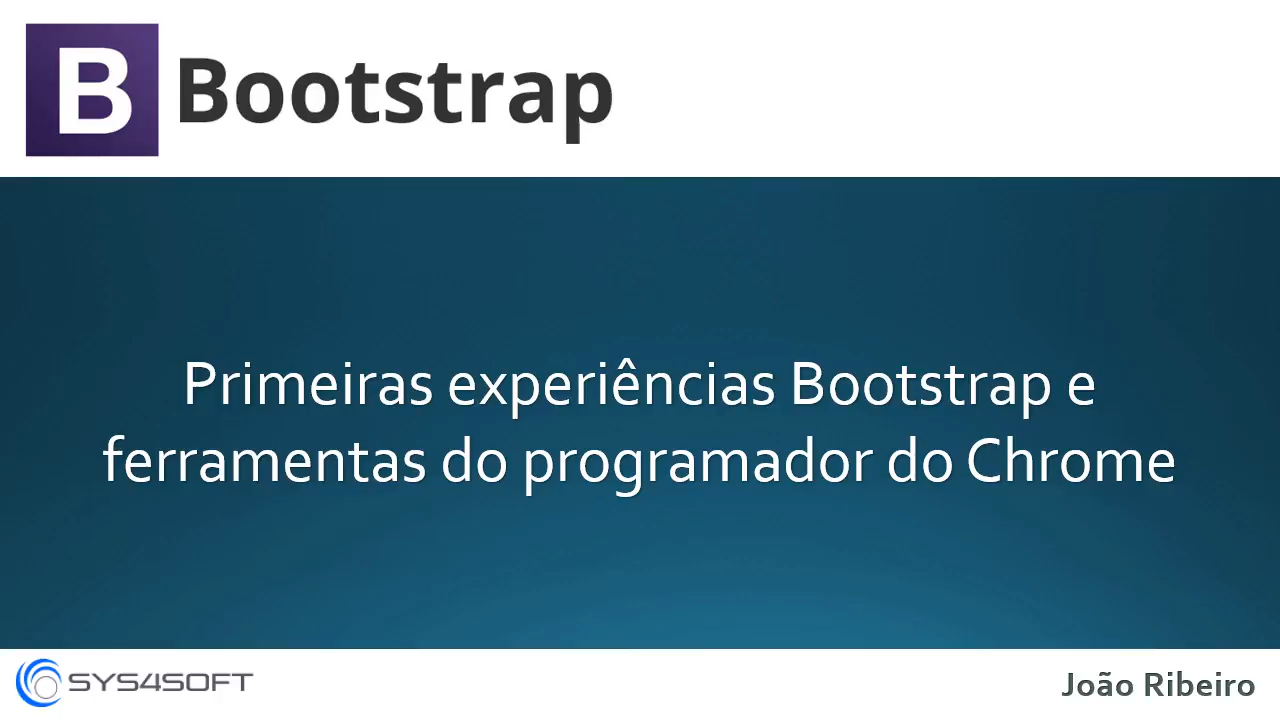 B Bootstrap
Primeiras experiências Bootstrap e
ferramentas do programador do Chrome
SYS4SOFT
João Ribeiro